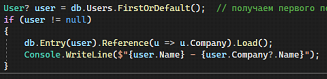 User? user = db.Users.FirstOrDefault();  // получаем первого по
if (user != null)
{
    db.Entry(user).Reference(u => u.Company).Load();
    Console.WriteLine($"{user.Name} - {user.Company?.Name}");
}